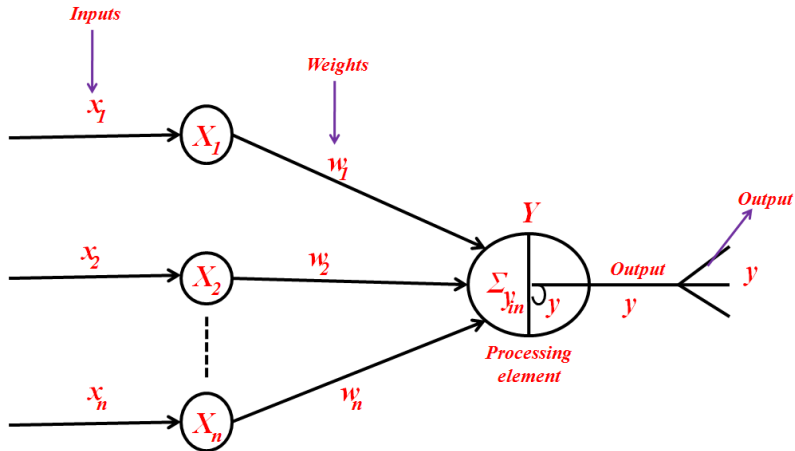 Inputs
Weights
x1
X1
w1
Y
Output
x2
X2
w2
Σ yin
y
Output
y
y
Processing
element
xn
Xn
wn